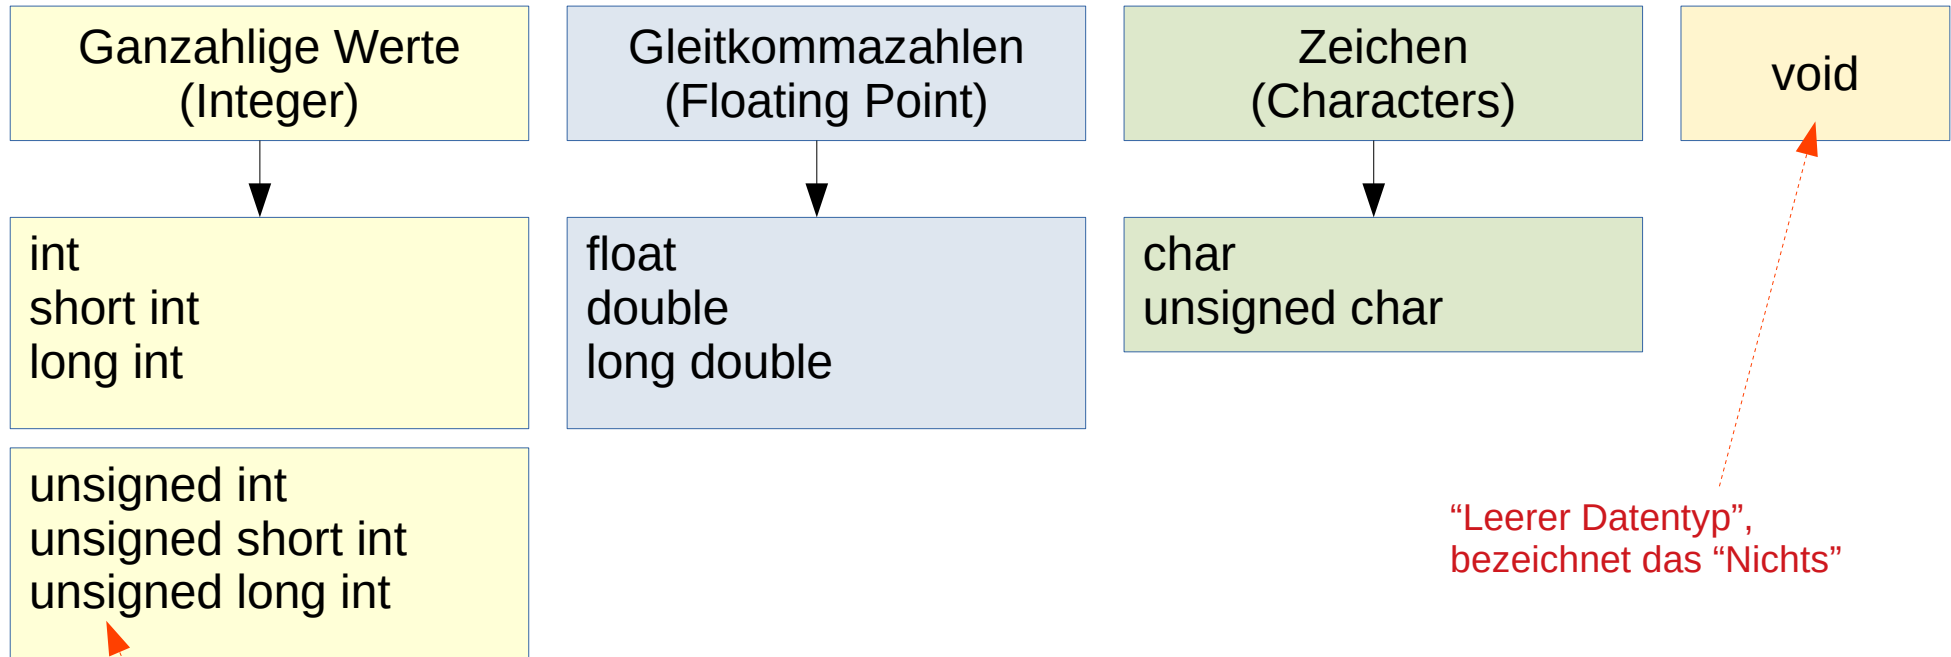 Ganzahlige Werte
(Integer)
Gleitkommazahlen
(Floating Point)
Zeichen
(Characters)
void
int
short int
long int
float
double
long double
char
unsigned char
unsigned int
unsigned short int
unsigned long int
“Leerer Datentyp”,
bezeichnet das “Nichts”